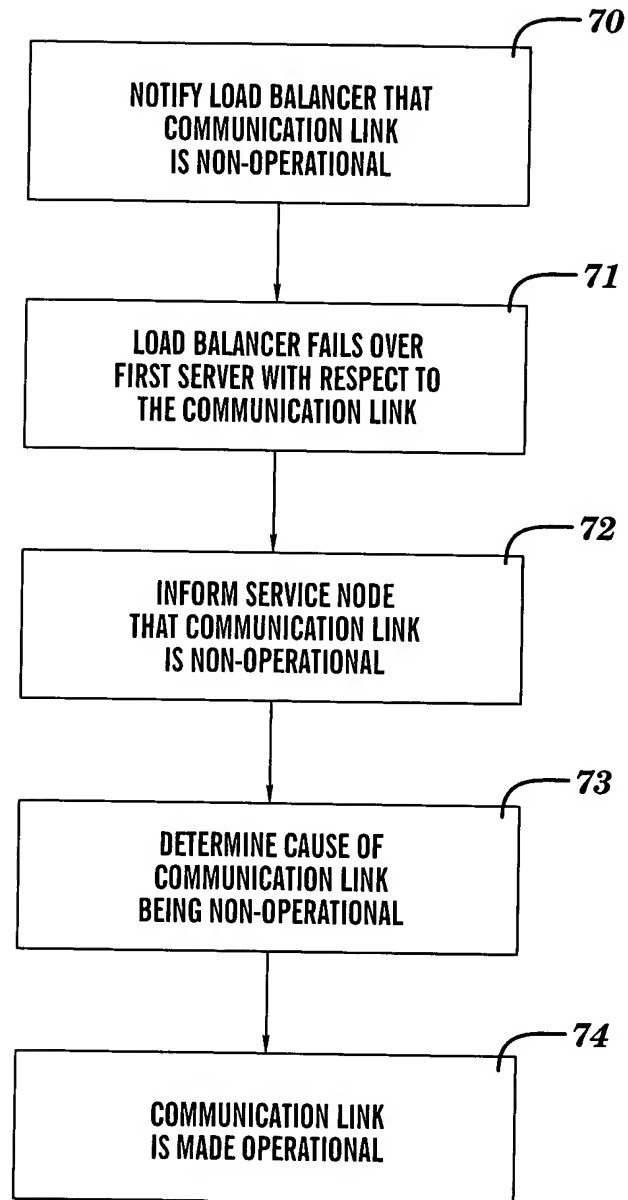 70
NOTIFY LOAD BALANCER THAT
COMMUNICATION LINK
IS NON-OPERATIONAL
71
LOAD BALANCER FAILS OVER
FIRST SERVER WITH RESPECT TO
THE COMMUNICATION LINK
72
INFORM SERVICE NODE
THAT COMMUNICATION LINK
IS NON-OPERATIONAL
73
DETERMINE CAUSE OF
COMMUNICATION LINK
BEING NON-OPERATIONAL
74
COMMUNICATION LINK
IS MADE OPERATIONAL